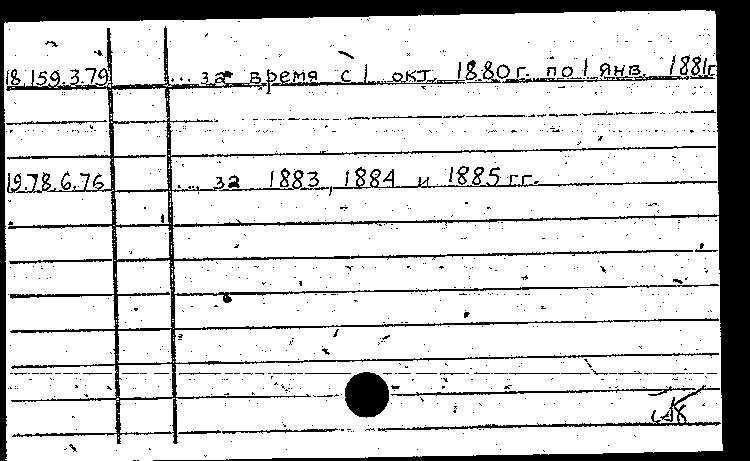 18.159.3.79 ... за время с 1 окт. 1880 г. по 1 янв. 1881 г.
19.78.6.76 ... за 1883, 1884 и 1885 гг.